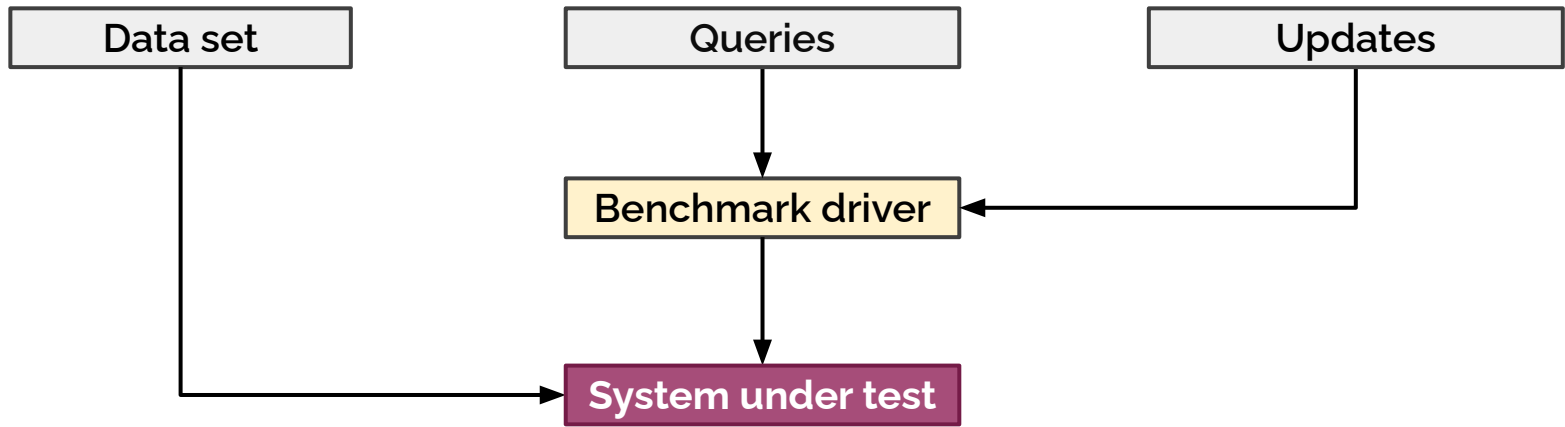 Data set
Queries
Updates
Benchmark driver
System under test